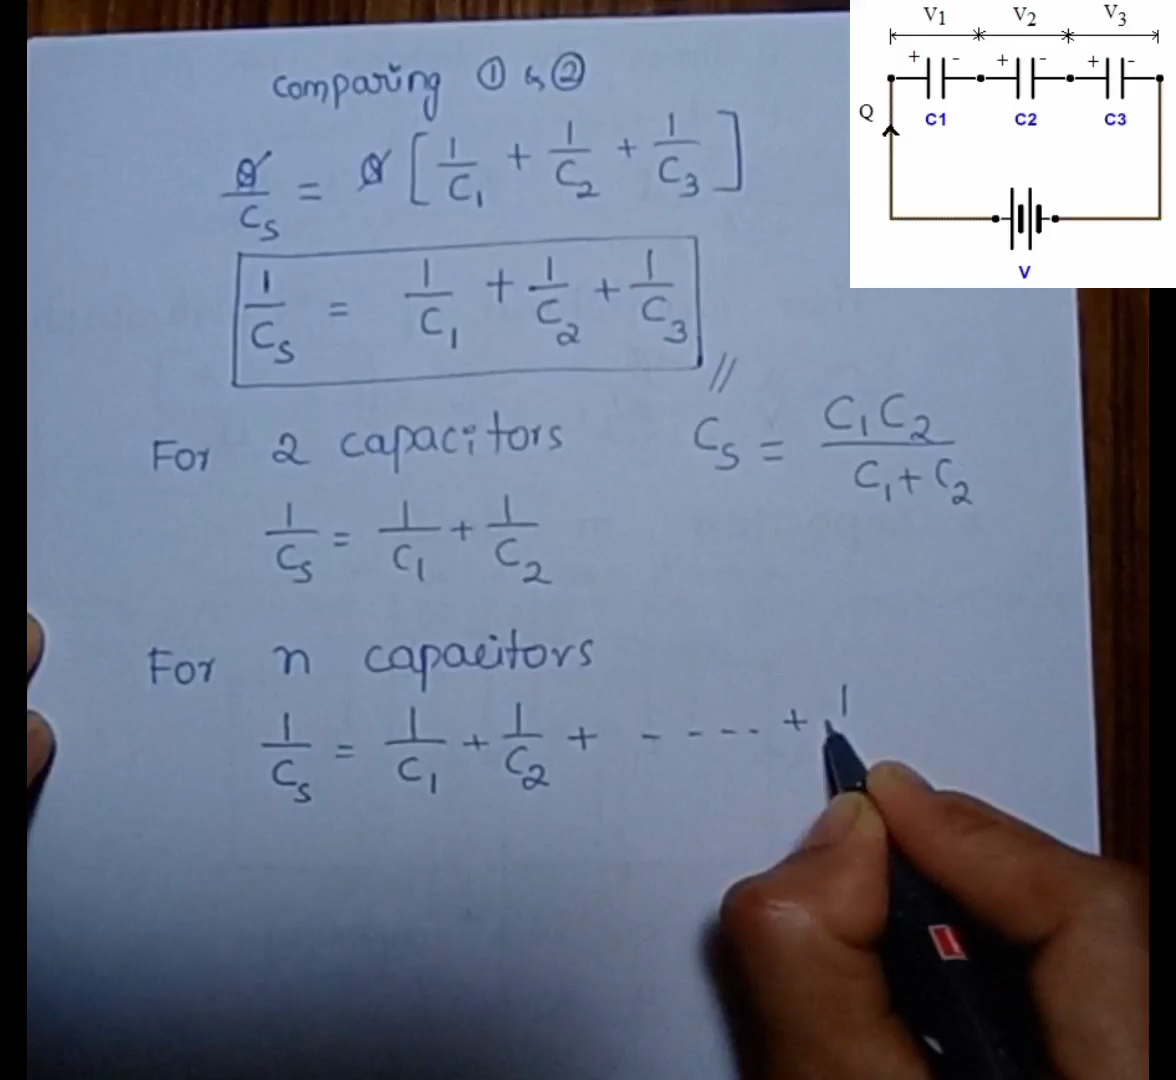 Comparing ① & ②
Q/Cs = Q [1/C₁ + 1/C₂ + 1/C₃]
1/Cs = 1/C₁ + 1/C₂ + 1/C₃ //
For 2 capacitors
Cs = C₁C₂/C₁+C₂
1/Cs = 1/C₁ + 1/C₂
For n capacitors
1/Cs = 1/C₁ + 1/C₂ + ----- + 1
V₁ V₂ V₃
+ - + - + -
Q
C1 C2 C3
V